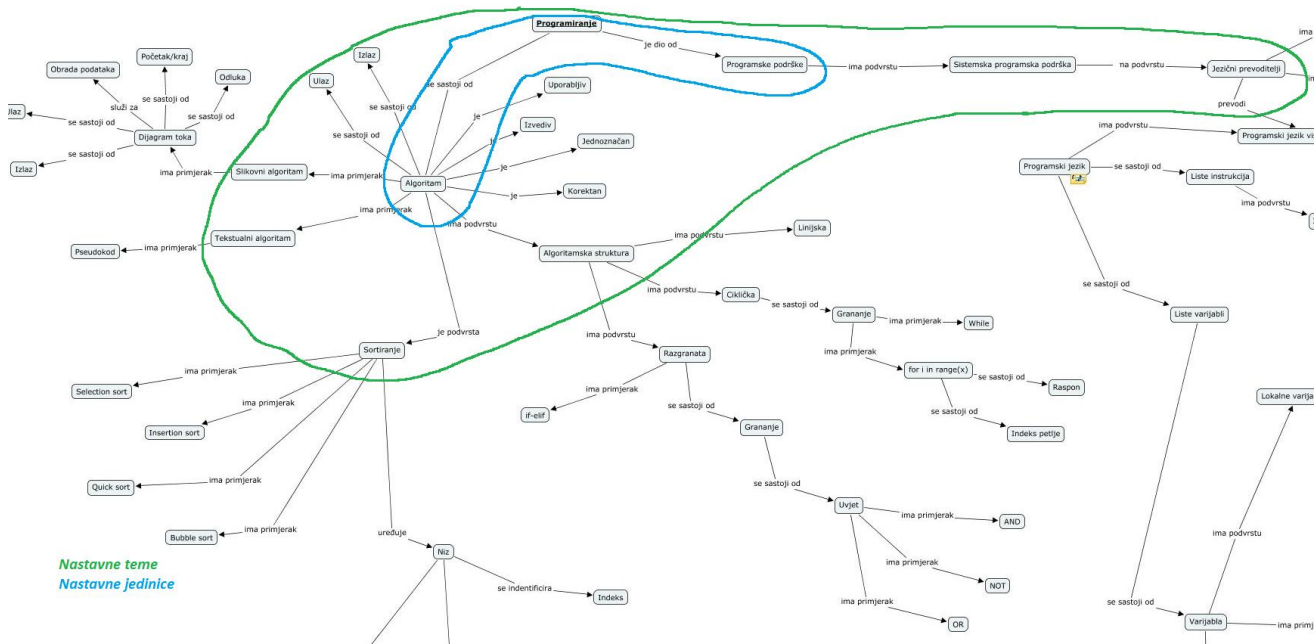 Programiranje
ima
Početak/kraj
Izlaz
je dio od
Obrada podataka
Odluka
Ulaz
se sastoji od
Programske podrške
ima podvrstu
Sistemska programska podrška
na podvrstu
Jezični prevoditelji
se sastoji od
Uporabljiv
služi za
se sastoji od
se sastoji od
prevodi
se sastoji od
je
Izvediv
Dijagram toka
se sastoji od
ima podvrstu
Programski jezik
Jednoznačan
se sastoji od
je
Programski jezik
se sastoji od
Izlaz
ima primjerak
Slikovni algoritam
ima primjerak
Algoritam
je
Korektan
Liste instrukcija
ima primjerak
ima podvrstu
ima podvrstu
Tekstualni algoritam
Linijska
ima podvrstu
Pseudokod
ima primjerak
Algoritamska struktura
ima podvrstu
Ciklička
se sastoji od
se sastoji od
Grananje
ima primjerak
While
Liste varijabli
je podvrsta
ima podvrstu
Sortiranje
Razgranata
ima primjerak
ima primjerak
for i in range(x)
se sastoji od
Raspon
Selection sort
ima primjerak
se sastoji od
if-elif
ima primjerak
se sastoji od
Insertion sort
Grananje
Indeks petlje
Quick sort
ima primjerak
se sastoji od
Uvjet
ima primjerak
AND
Bubble sort
ima primjerak
uređuje
ima podvrstu
Niz
ima primjerak
NOT
Nastavne teme
Nastavne jedinice
se indentificira
Indeks
ima primjerak
OR
se sastoji od
Varijabla